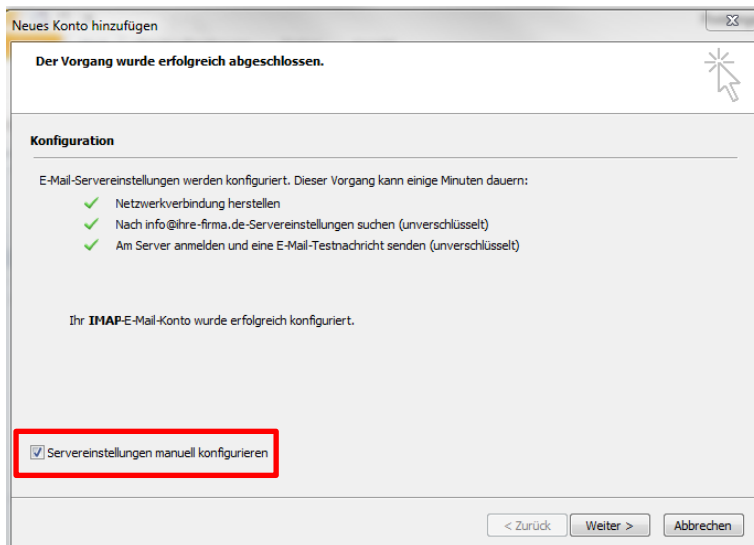 Neues Konto hinzufügen
Der Vorgang wurde erfolgreich abgeschlossen.
Konfiguration
E-Mail-Servereinstellungen werden konfiguriert. Dieser Vorgang kann einige Minuten dauern:
Netzwerkverbindung herstellen
Nach info@ihre-firma.de-Servereinstellungen suchen (unverschlüsselt)
Am Server anmelden und eine E-Mail-Testnachricht senden (unverschlüsselt)
Ihr IMAP-E-Mail-Konto wurde erfolgreich konfiguriert.
Servereinstellungen manuell konfigurieren
< Zurück Weiter > Abbrechen